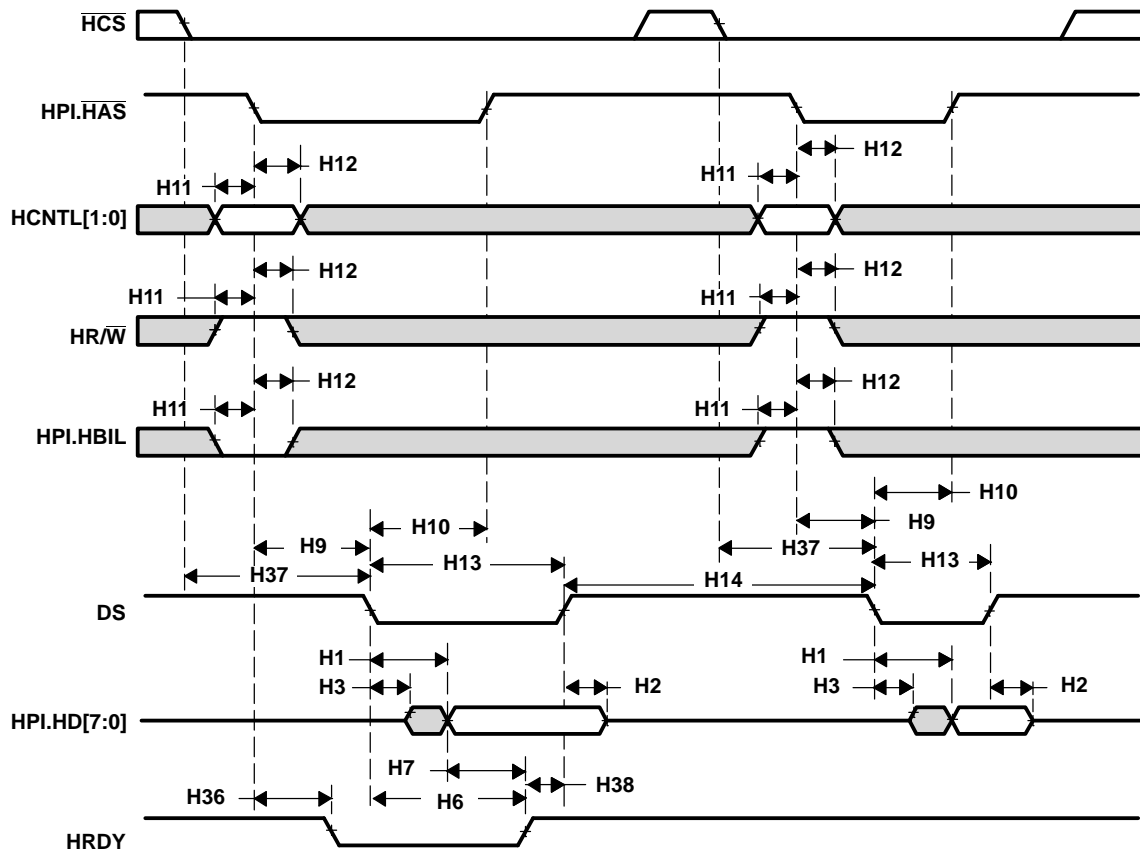 HCS
HPI.HAS
H12
H12
H11
H11
HCNTL[1:0]
H12
H12
H11
H11
HR/W
H12
H12
H11
H11
HPI.HBIL
H10
H10
H9
H9
H37
H13
H37
H13
H14
DS
H1
H1
H3
H2
H3
H2
HPI.HD[7:0]
H7
H38
H36
H6
HRDY